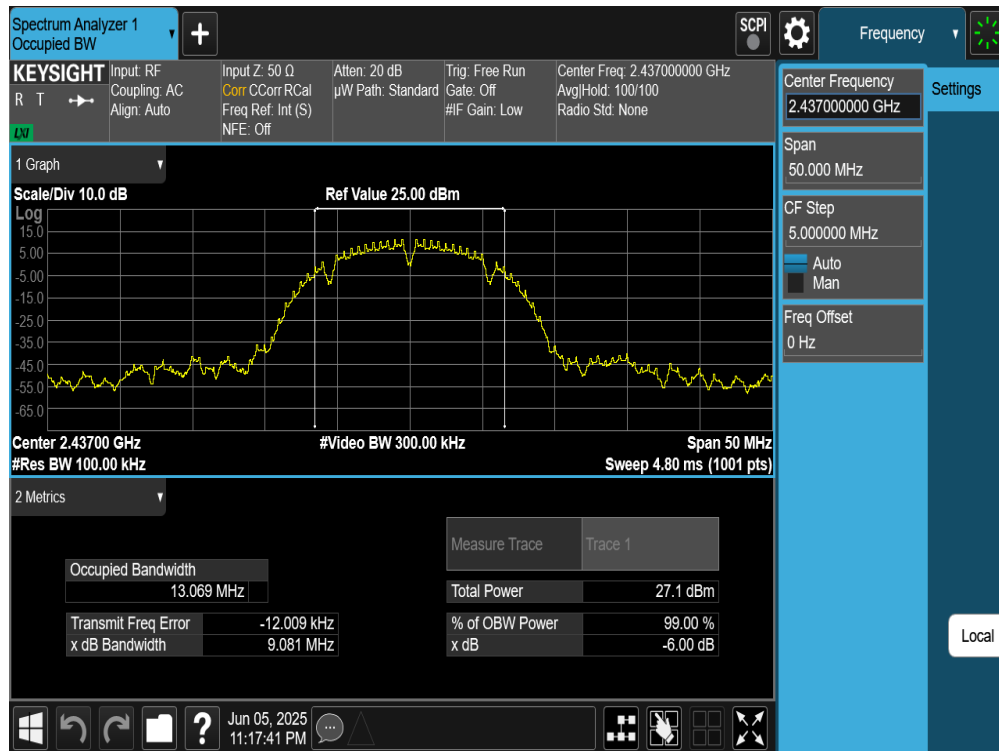 Spectrum Analyzer 1
Occupied BW
+
SCPI
Frequency
KEYSIGHT
R T
LXI
Input: RF
Coupling: AC
Align: Auto
Input Z: 50 Ω
Corr CCorr RCal
Freq Ref: Int (S)
NFE: Off
Atten: 20 dB
µW Path: Standard
Trig: Free Run
Gate: Off
#IF Gain: Low
Center Freq: 2.437000000 GHz
Avg|Hold: 100/100
Radio Std: None
1 Graph
Scale/Div 10.0 dB
Ref Value 25.00 dBm
Log
15.0
5.00
-5.00
-15.0
-25.0
-35.0
-45.0
-55.0
-65.0
Center 2.43700 GHz
#Video BW 300.00 kHz
Span 50 MHz
#Res BW 100.00 kHz
Sweep 4.80 ms (1001 pts)
2 Metrics
Measure Trace
Trace 1
Occupied Bandwidth
13.069 MHz
Total Power
27.1 dBm
Transmit Freq Error
-12.009 kHz
% of OBW Power
99.00 %
x dB Bandwidth
9.081 MHz
x dB
-6.00 dB
Center Frequency
2.437000000 GHz
Settings
Span
50.000 MHz
CF Step
5.000000 MHz
Auto
Man
Freq Offset
0 Hz
Local
?
Jun 05, 2025
11:17:41 PM